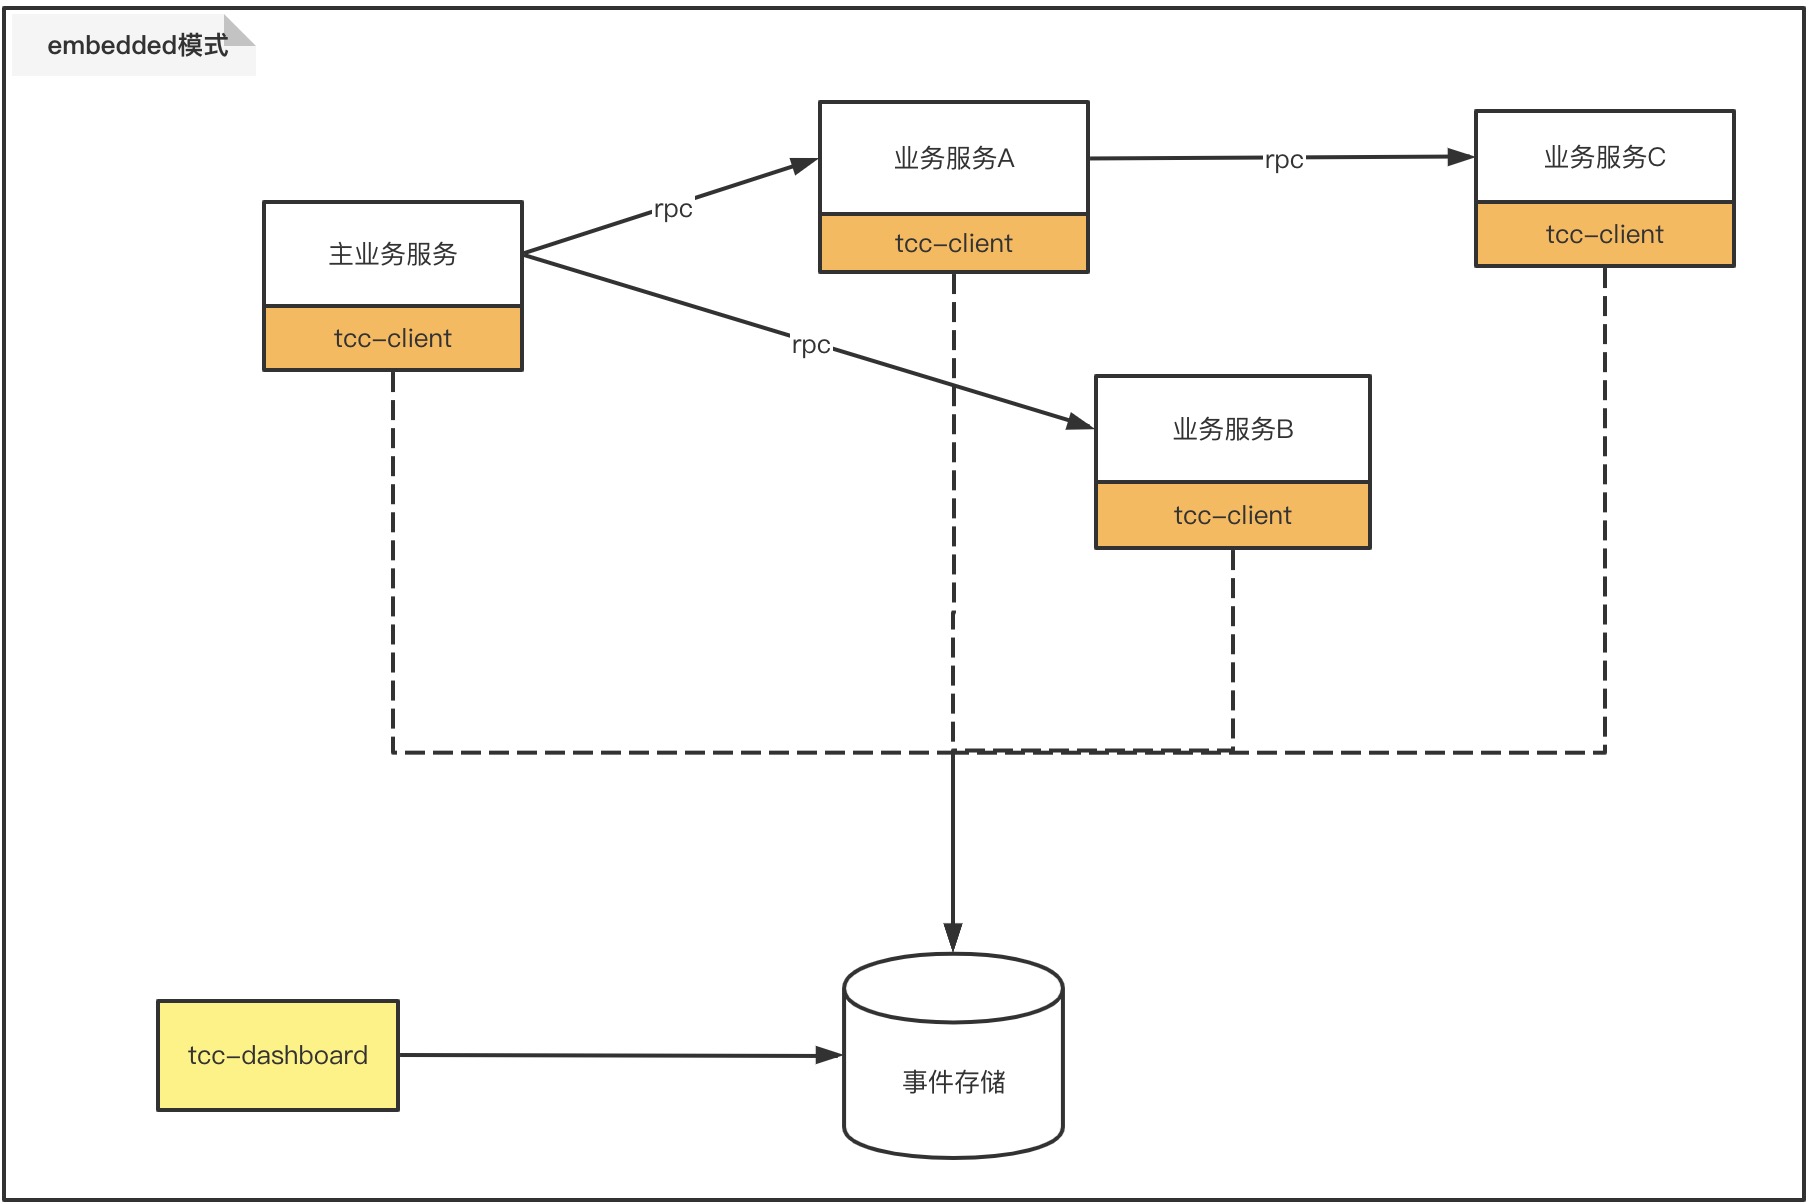 embedded模式
业务服务A
rpc
业务服务C
tcc-client
tcc-client
rpc
主业务服务
tcc-client
rpc
业务服务B
tcc-client
tcc-dashboard
事件存储